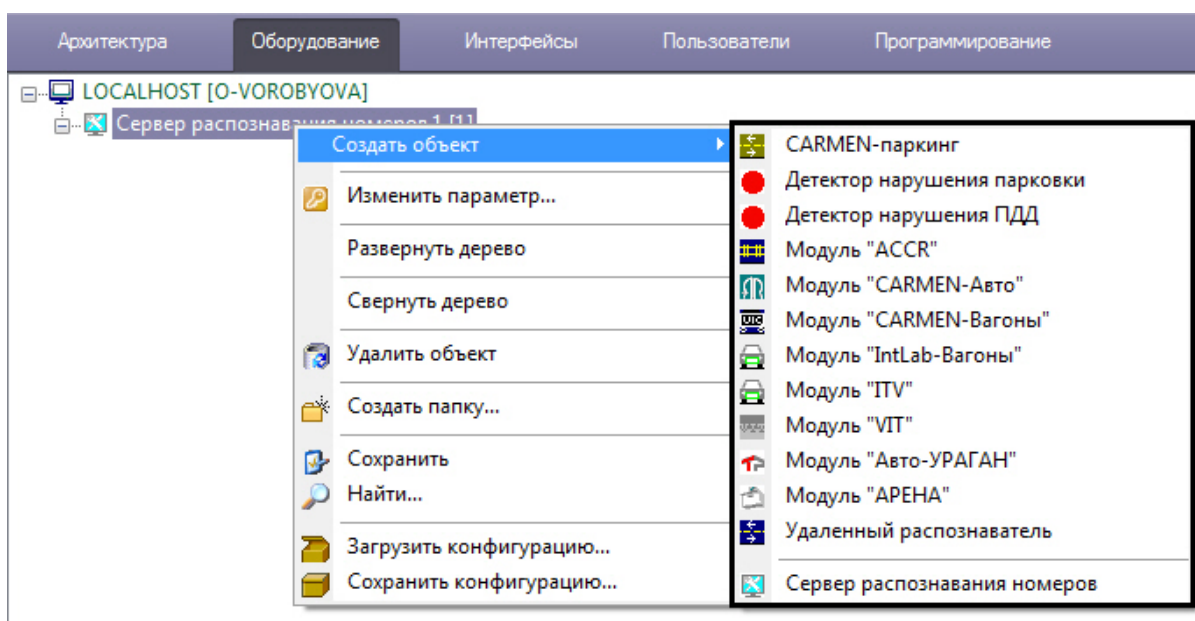 Архитектура Оборудование Интерфейсы Пользователи Программирование
LOCALHOST [O-VOROBYOVA]
Сервер распознавания номеров 1 [1]
Создать объект
Изменить параметр...
Развернуть дерево
Свернуть дерево
Удалить объект
Создать папку...
Сохранить
Найти...
Загрузить конфигурацию...
Сохранить конфигурацию...
CARMEN-паркинг
Детектор нарушения парковки
Детектор нарушения ПДД
Модуль "ACCR"
Модуль "CARMEN-Авто"
Модуль "CARMEN-Вагоны"
Модуль "IntLab-Вагоны"
Модуль "ITV"
Модуль "VIT"
Модуль "Авто-УРАГАН"
Модуль "АРЕНА"
Удаленный распознаватель
Сервер распознавания номеров